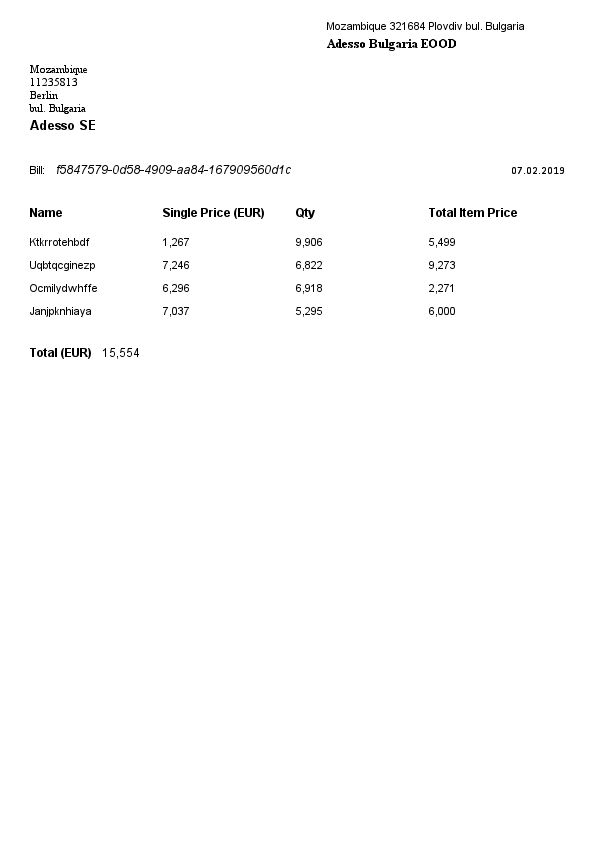 Mozambique 321684 Plovdiv bul. Bulgaria
Adesso Bulgaria EOOD
Mozambique
11235813
Berlin
bul. Bulgaria
Adesso SE
Bill: f5847579-0d58-4909-aa84-167909560d1c 07.02.2019
Name Single Price (EUR) Qty Total Item Price
Ktkrrotehbdf 1,267 9,906 5,499
Uqbtqcginezp 7,246 6,822 9,273
Ocmilydwhffe 6,296 6,918 2,271
Janjpknhiaya 7,037 5,295 6,000
Total (EUR) 15,554